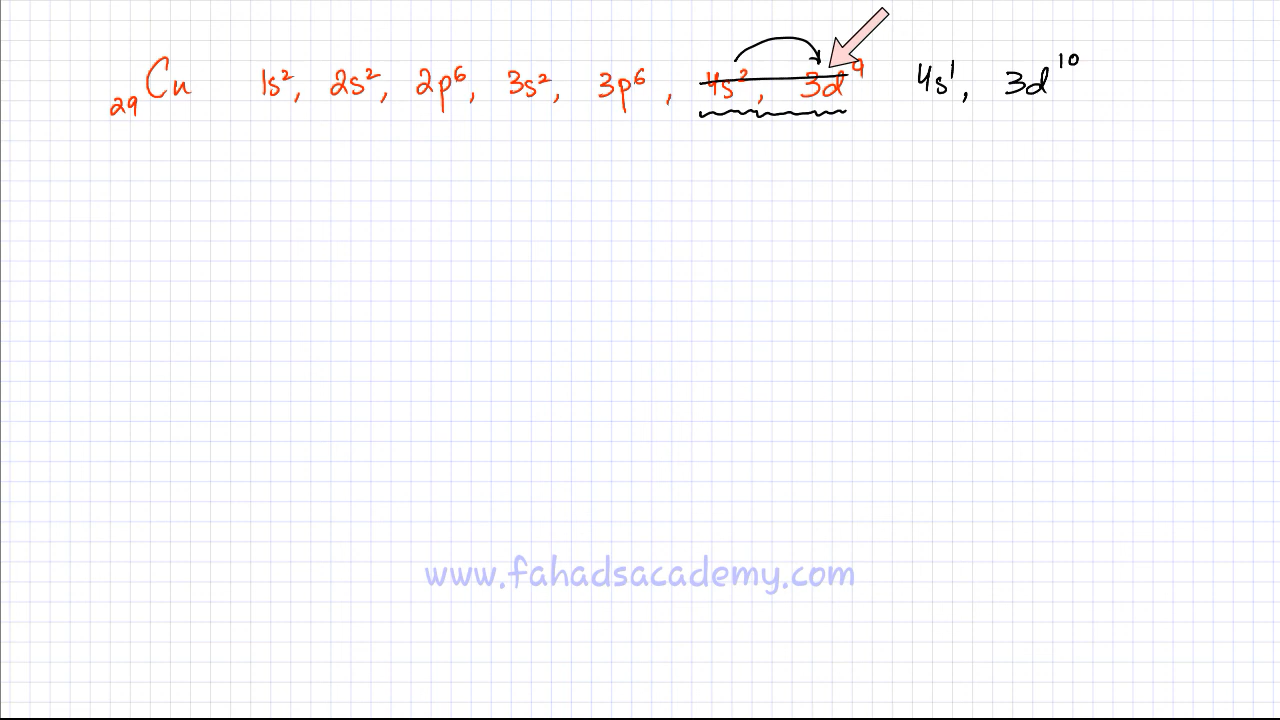 ₂₉Cu 1s², 2s², 2p⁶, 3s², 3p⁶, 4s², 3d⁹ 4s¹, 3d¹⁰
www.fahadsacademy.com